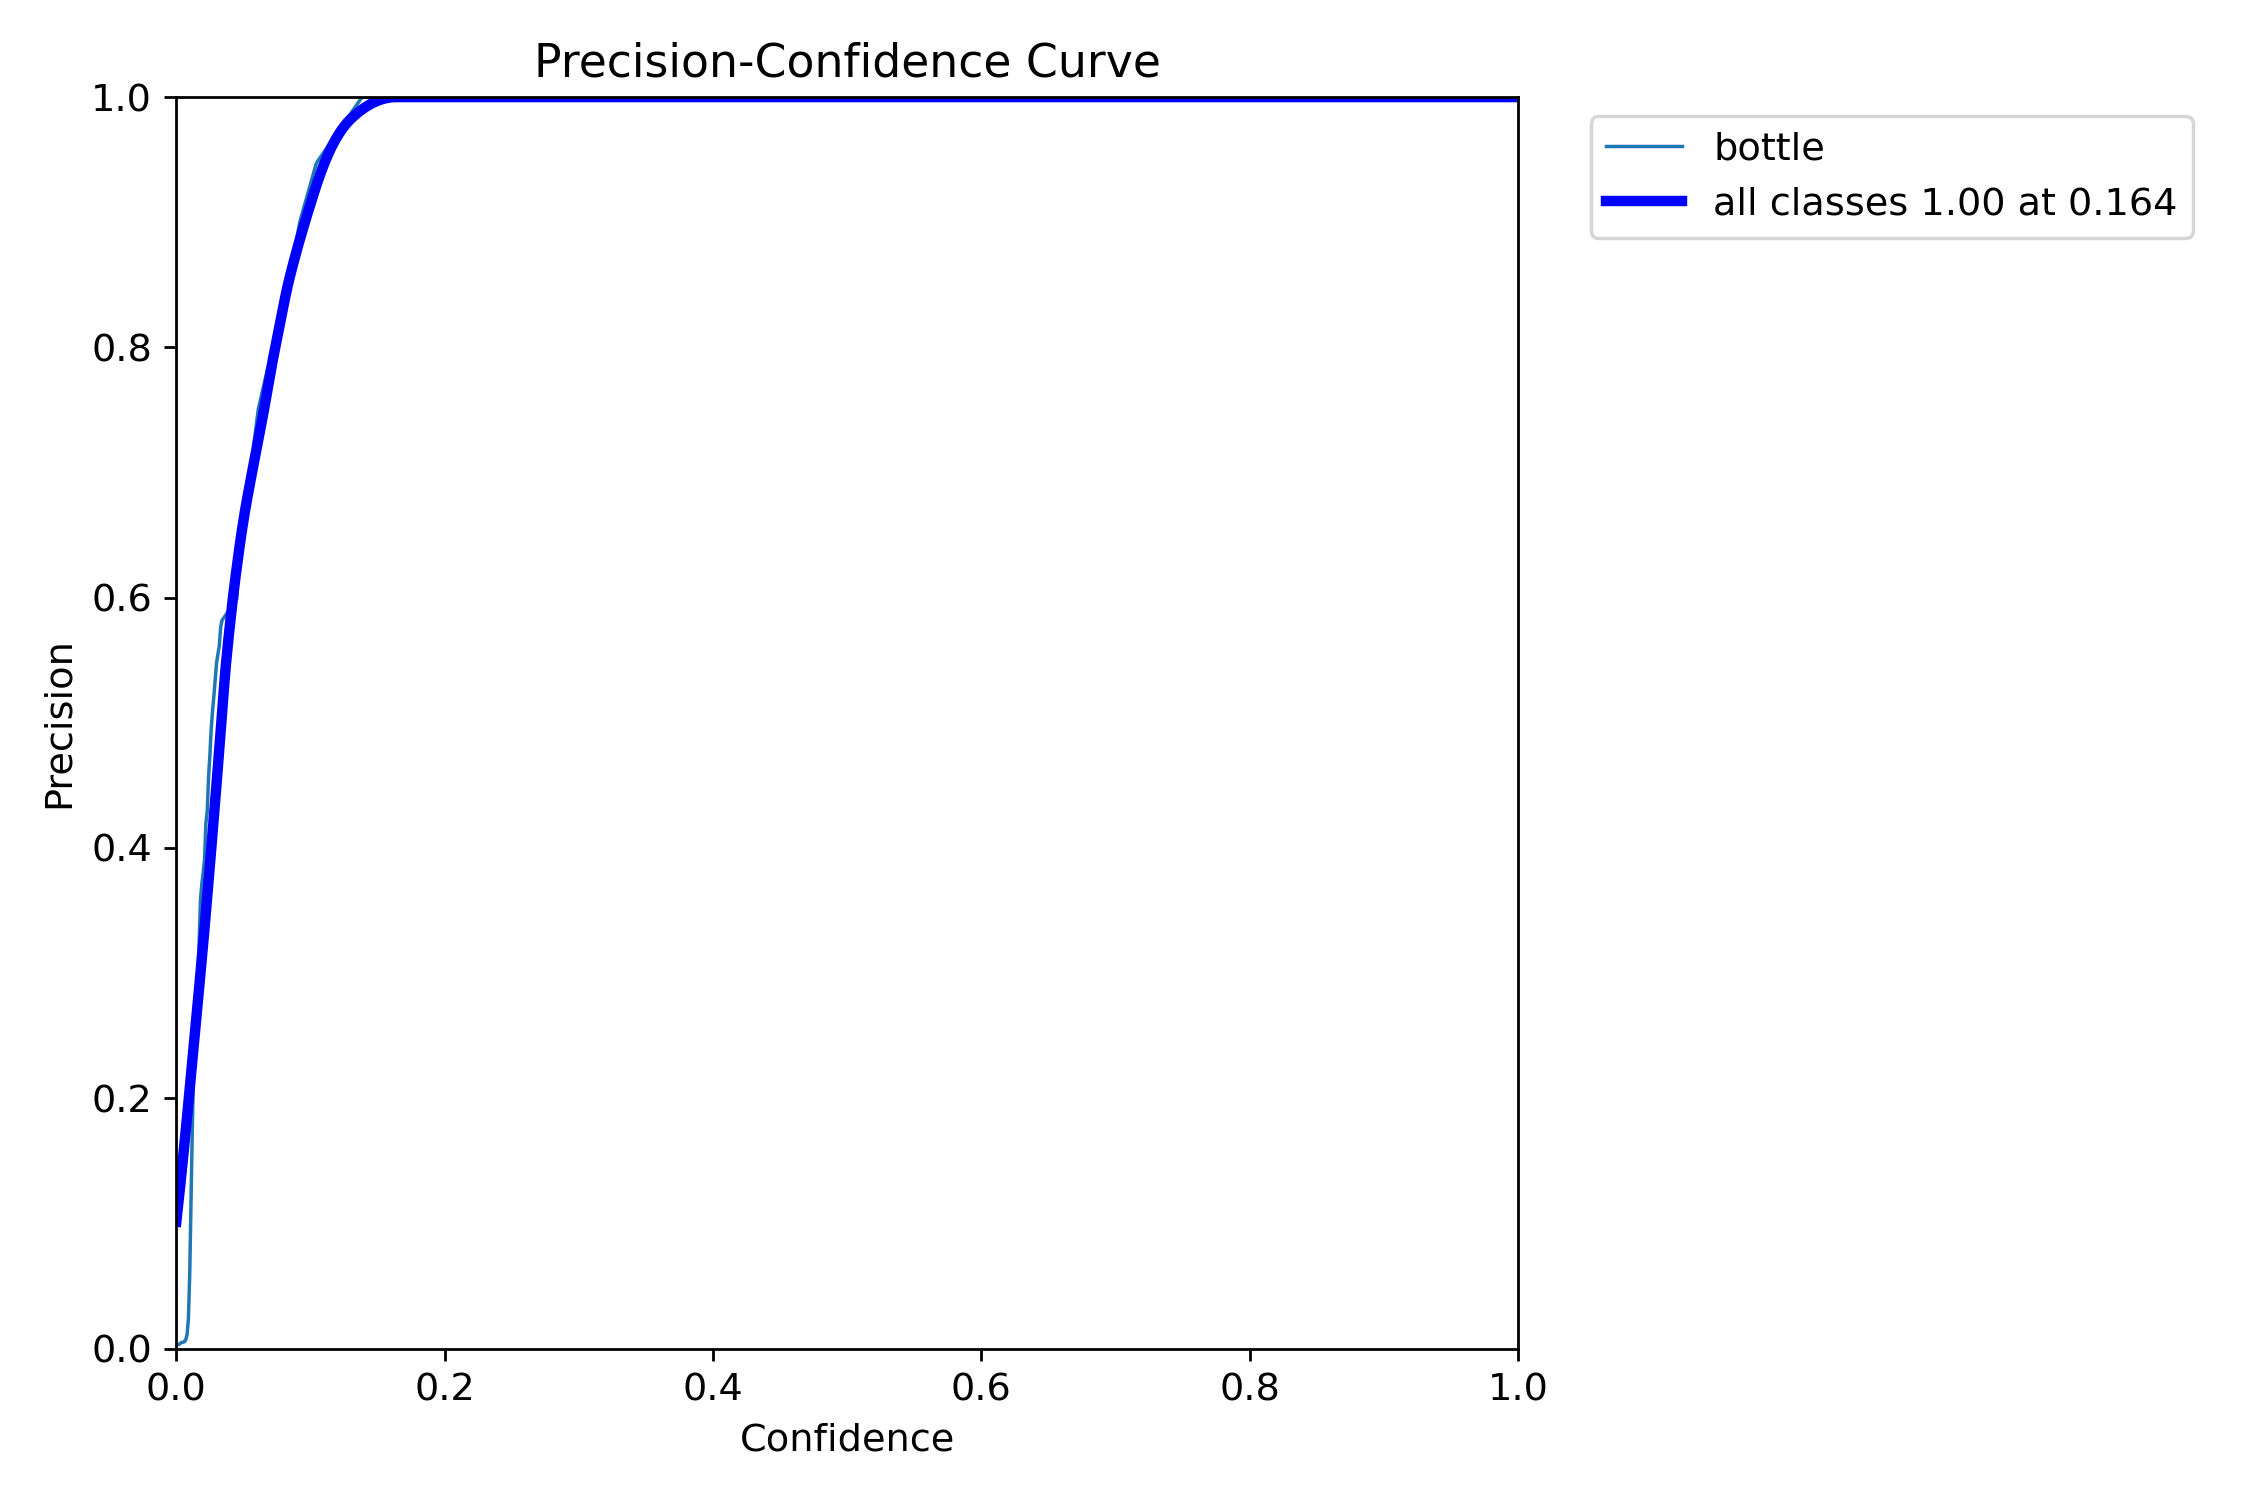 Precision-Confidence Curve
1.0
0.8
0.6
0.4
0.2
0.0
Precision
0.0 0.2 0.4 0.6 0.8 1.0
Confidence
bottle
all classes 1.00 at 0.164